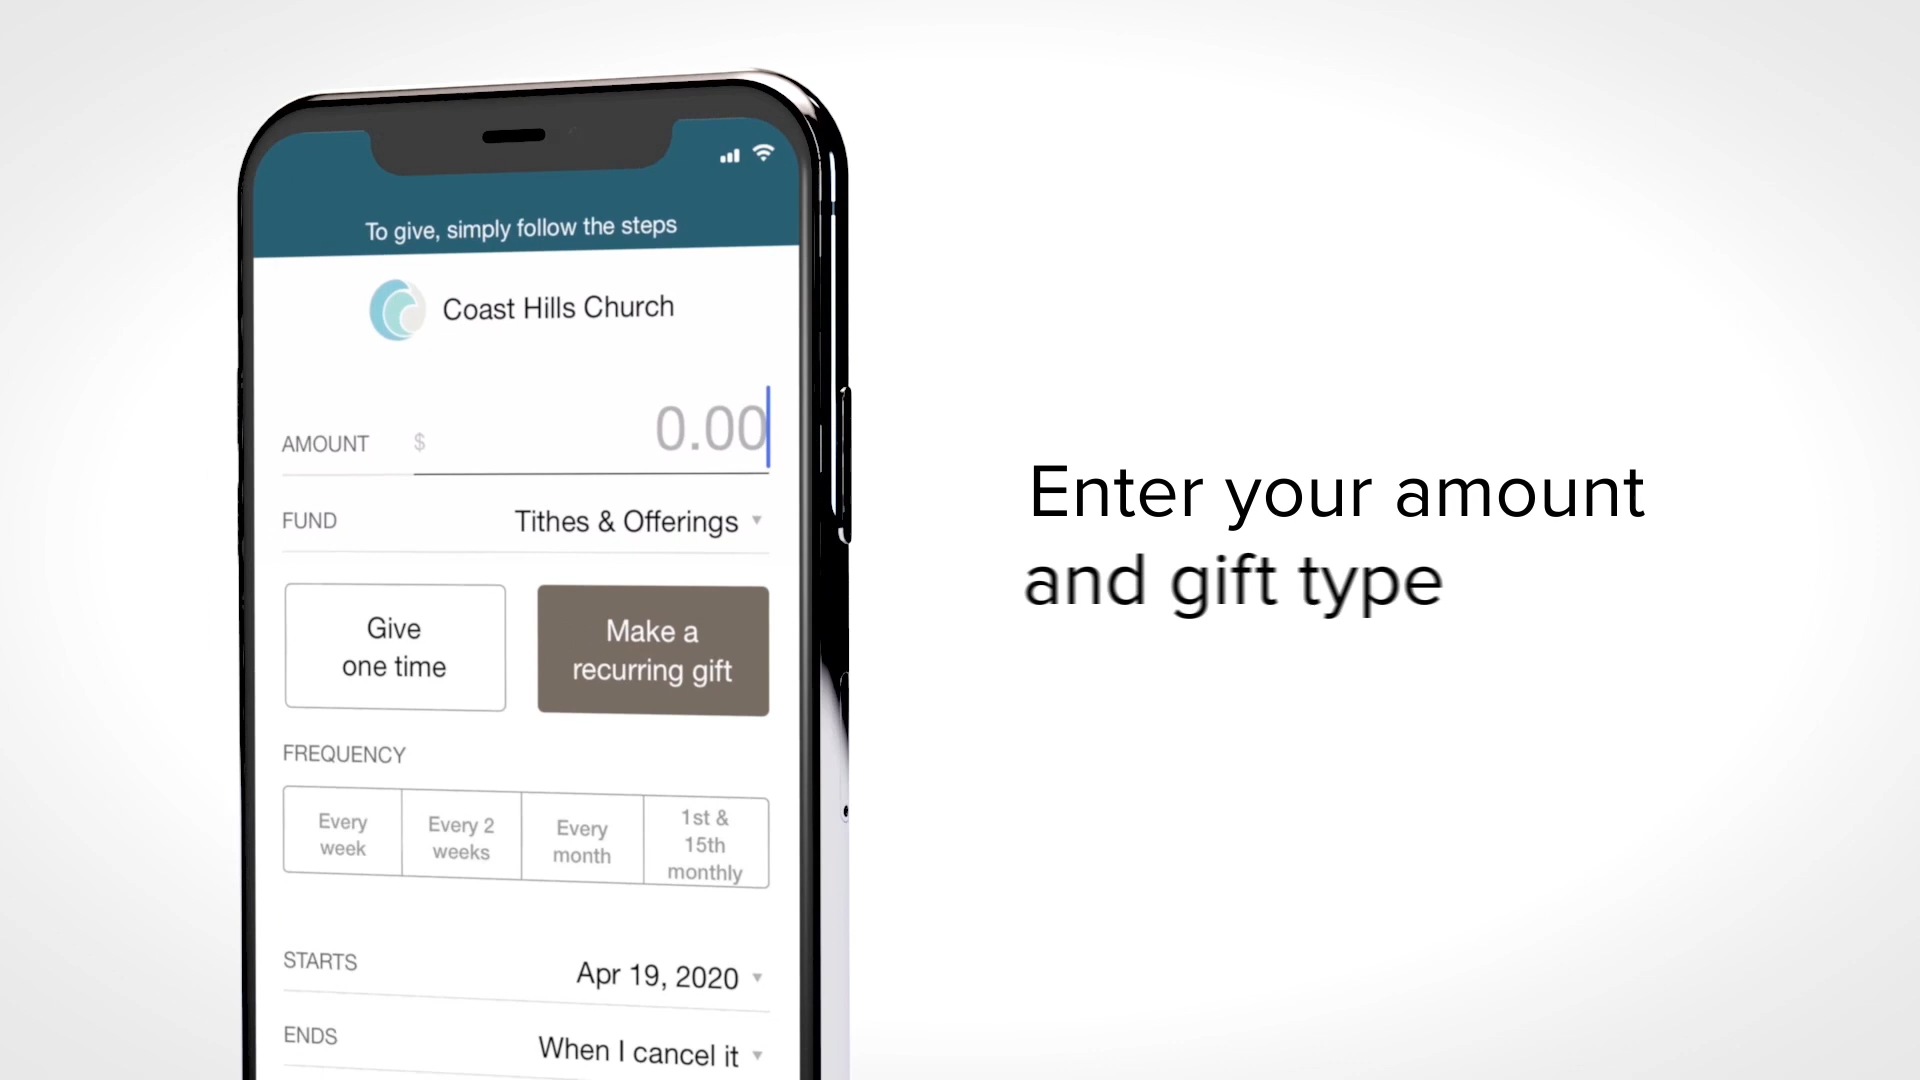 To give, simply follow the steps
Coast Hills Church
AMOUNT $ 0.00
FUND Tithes & Offerings
Give
one time
Make a
recurring gift
FREQUENCY
Every
week
Every 2
weeks
Every
month
1st &
15th
monthly
STARTS Apr 19, 2020
ENDS When I cancel it
Enter your amount
and gift type